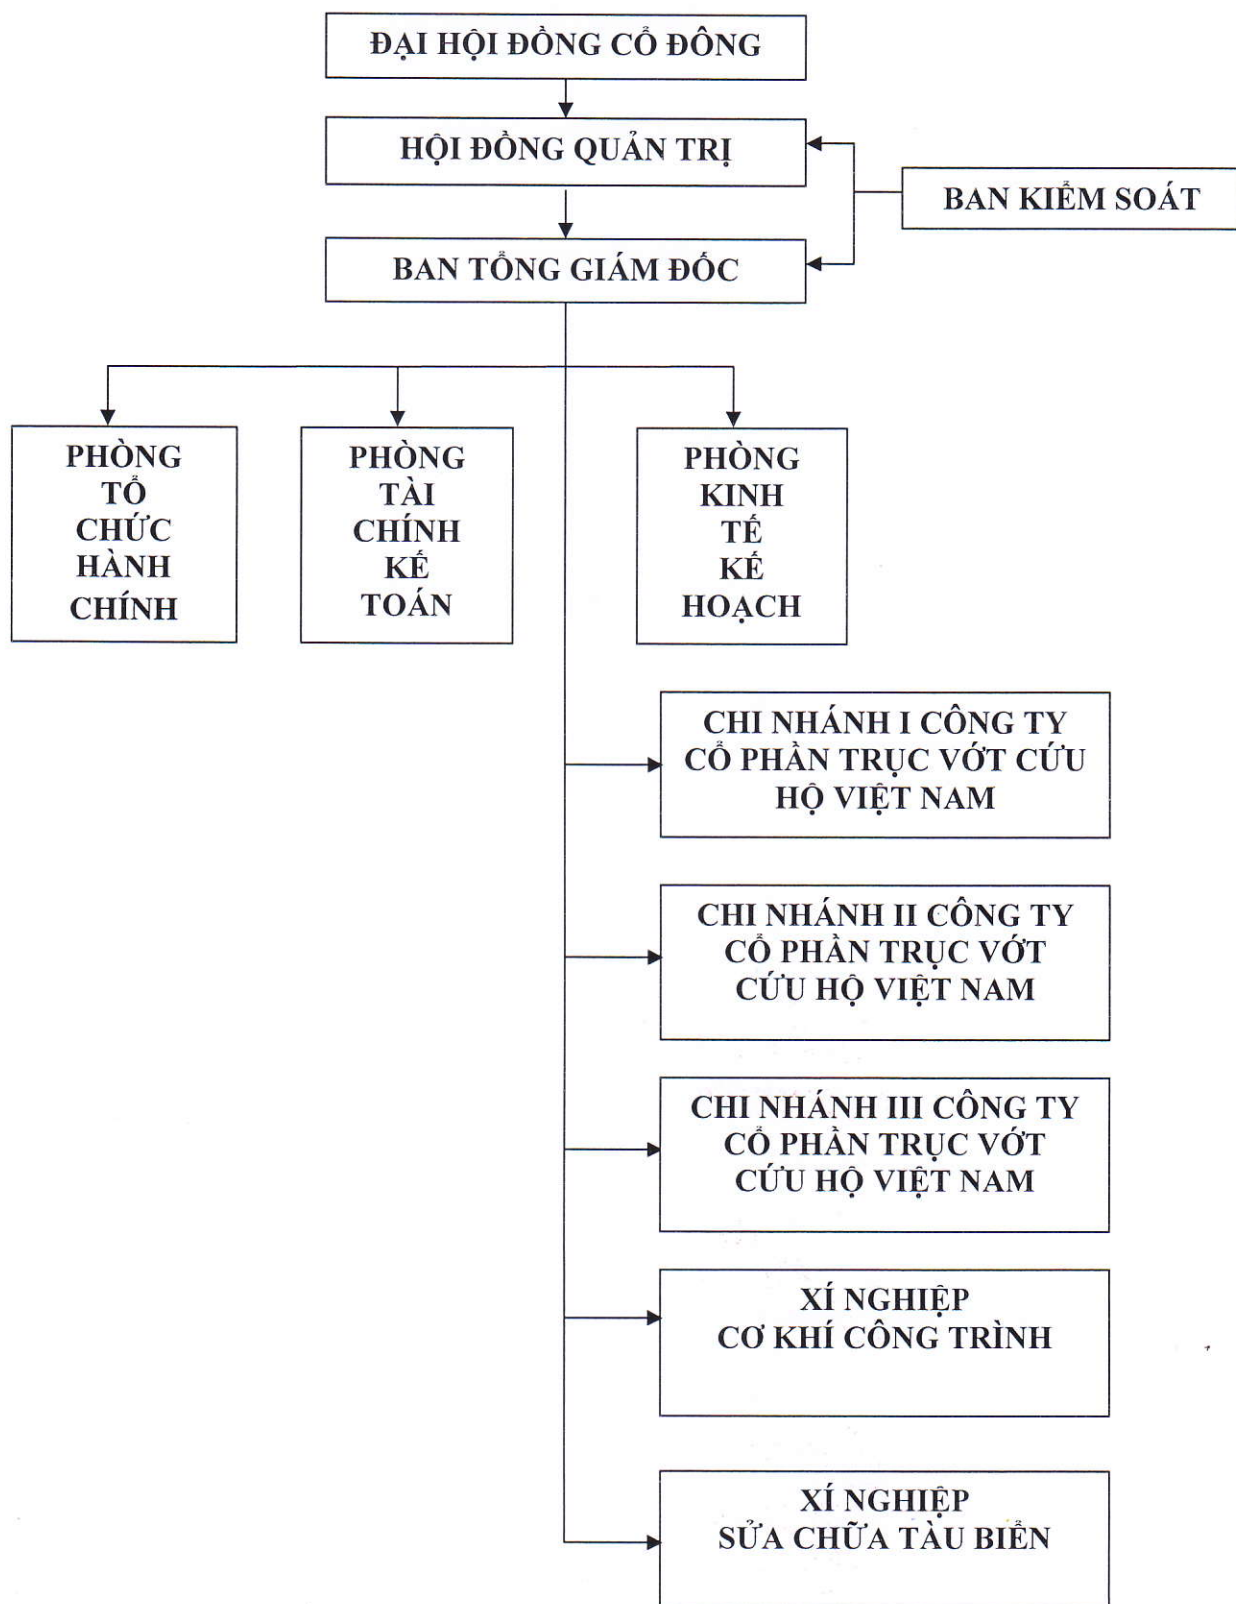 ĐẠI HỘI ĐỒNG CỔ ĐÔNG
HỘI ĐỒNG QUẢN TRỊ
BAN KIỂM SOÁT
BAN TỔNG GIÁM ĐỐC
PHÒNG
TỔ
CHỨC
HÀNH
CHÍNH
PHÒNG
TÀI
CHÍNH
KẾ
TOÁN
PHÒNG
KINH
TẾ
KẾ
HOẠCH
CHI NHÁNH I CÔNG TY
CỔ PHẦN TRỤC VỚT CỨU
HỘ VIỆT NAM
CHI NHÁNH II CÔNG TY
CỔ PHẦN TRỤC VỚT
CỨU HỘ VIỆT NAM
CHI NHÁNH III CÔNG TY
CỔ PHẦN TRỤC VỚT
CỨU HỘ VIỆT NAM
XÍ NGHIỆP
CƠ KHÍ CÔNG TRÌNH
XÍ NGHIỆP
SỬA CHỮA TÀU BIỂN